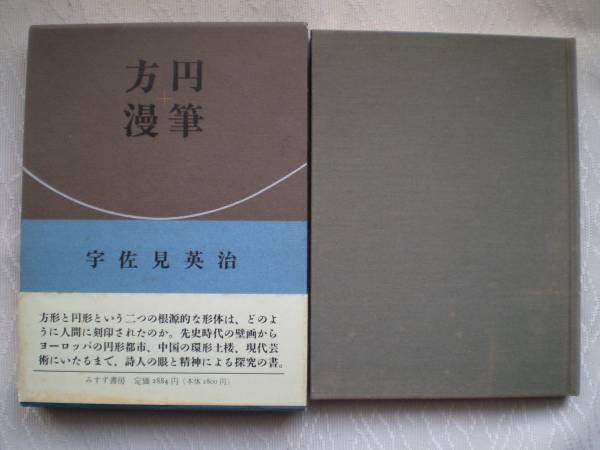 方円
漫筆
宇佐見英治
方形と円形という二つの根源的な形体は、どのよ
うに人間に刻印されたのか。先史時代の壁画から
ヨーロッパの円形都市、中国の環形土楼、現代芸
術にいたるまで、詩人の眼と精神による探究の書。
みすず書房 定価2884円（本体2800円）